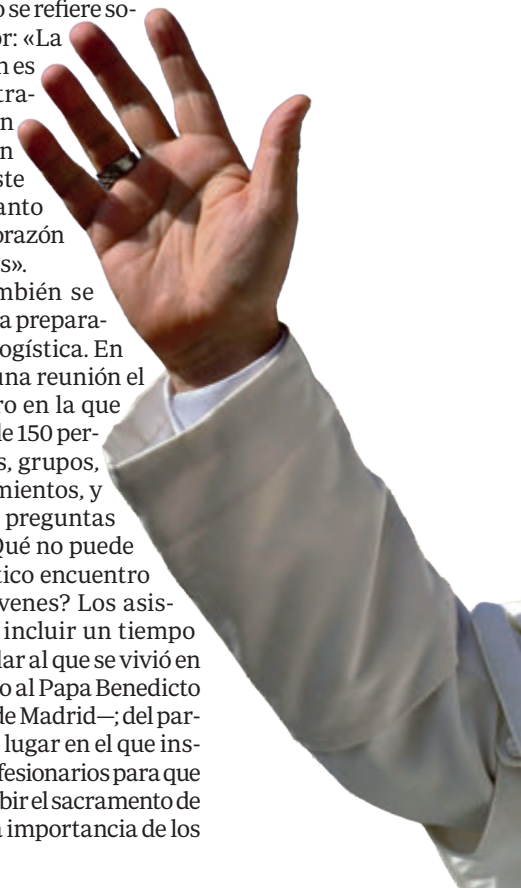 o se refiere so-
or: «La
n es
tra-
n
n
ste
anto
orazón
s».
mbién se
a prepara-
ogística. En
una reunión el
ro en la que
de 150 per-
s, grupos,
mientos, y
preguntas
Qué no puede
tico encuentro
venes? Los asis-
incluir un tiempo
lar al que se vivió en
o al Papa Benedicto
de Madrid—; del par-
lugar en el que ins-
fesionarios para que
bir el sacramento de
a importancia de los